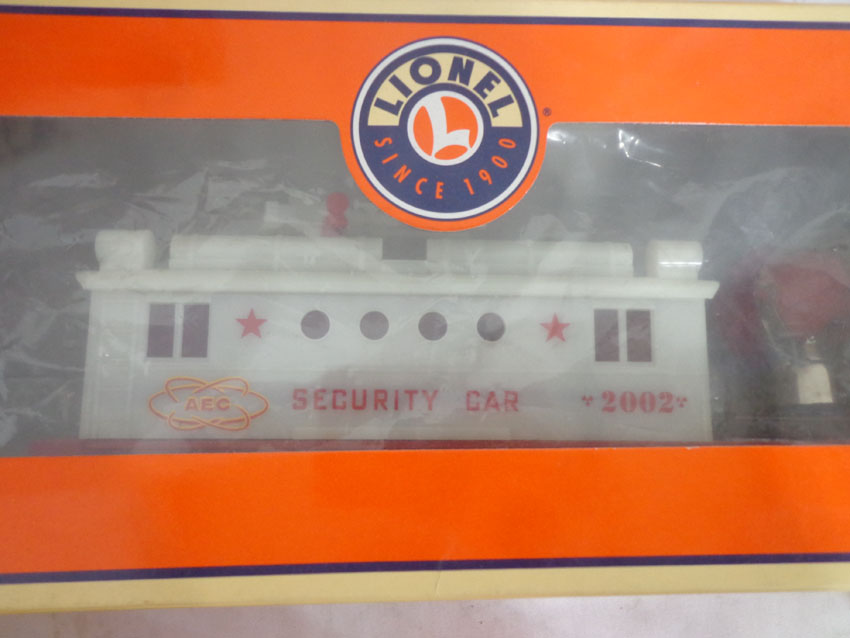 LIONEL
L
SINCE 1900
®
AEC SECURITY CAR 2002